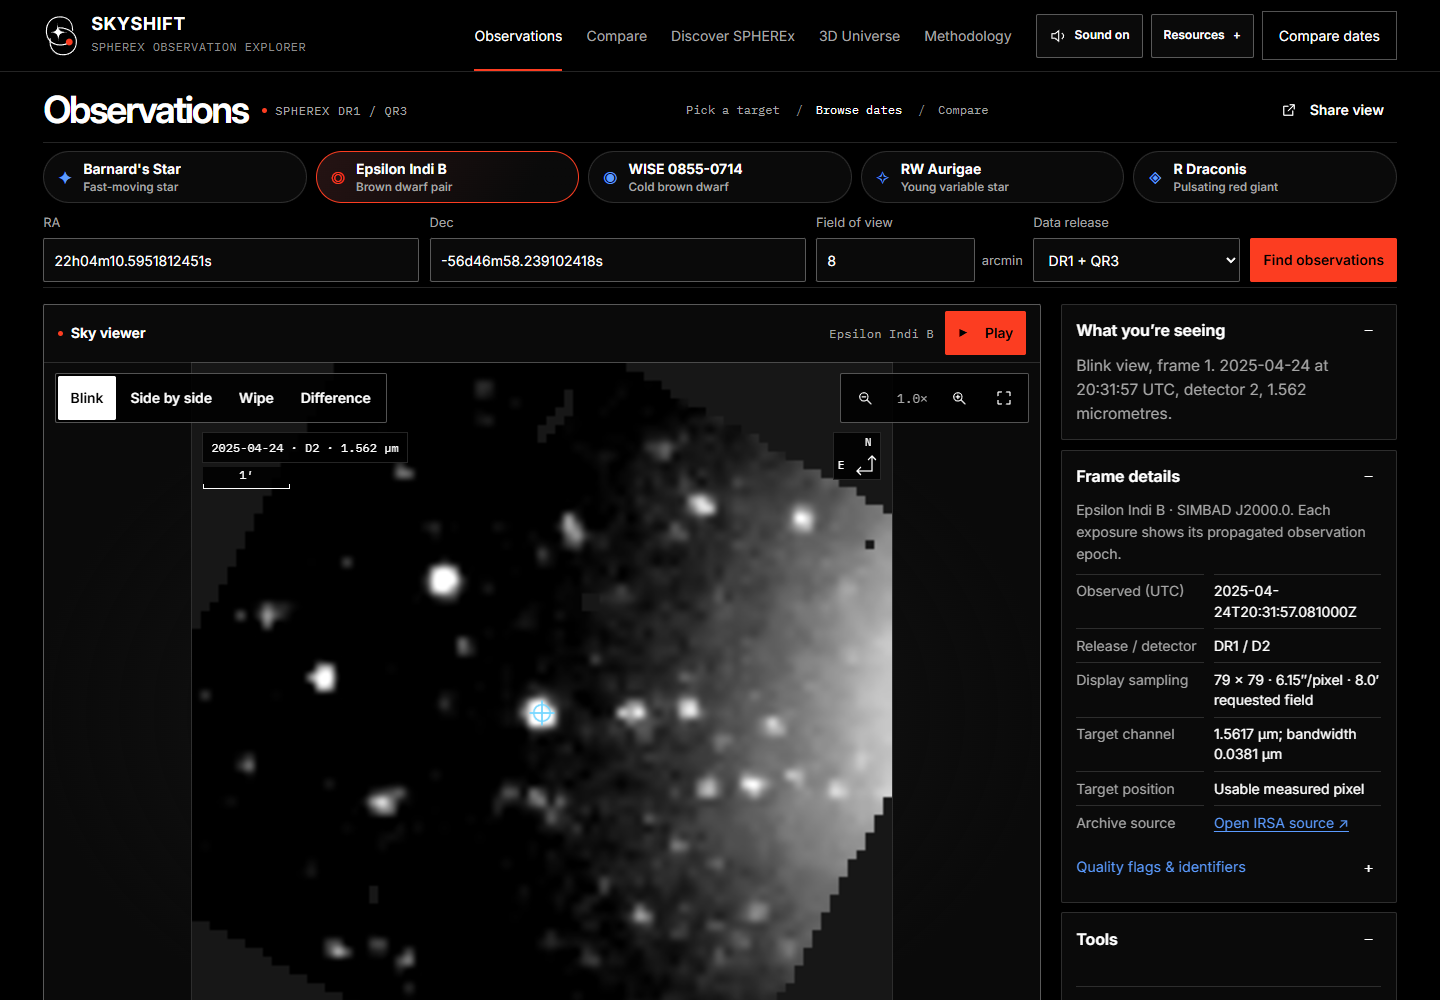 SKYSHIFT
SPHEREX OBSERVATION EXPLORER
Observations
Compare
Discover SPHEREx
3D Universe
Methodology
Sound on
Resources +
Compare dates
Observations
SPHEREX DR1 / QR3
Pick a target / Browse dates / Compare
Share view
Barnard's Star
Fast-moving star
Epsilon Indi B
Brown dwarf pair
WISE 0855-0714
Cold brown dwarf
RW Aurigae
Young variable star
R Draconis
Pulsating red giant
RA
22h04m10.5951812451s
Dec
-56d46m58.239102418s
Field of view
8
arcmin
Data release
DR1 + QR3
Find observations
Sky viewer
Epsilon Indi B
Play
Blink
Side by side
Wipe
Difference
1.0×
2025-04-24 · D2 · 1.562 µm
1′
N
E
What you’re seeing
Blink view, frame 1. 2025-04-24 at
20:31:57 UTC, detector 2, 1.562
micrometres.
Frame details
Epsilon Indi B · SIMBAD J2000.0. Each
exposure shows its propagated observation
epoch.
Observed (UTC)
2025-04-
24T20:31:57.081000Z
Release / detector
DR1 / D2
Display sampling
79 × 79 · 6.15″/pixel · 8.0′
requested field
Target channel
1.5617 µm; bandwidth
0.0381 µm
Target position
Usable measured pixel
Archive source
Open IRSA source ↗
Quality flags & identifiers +
Tools